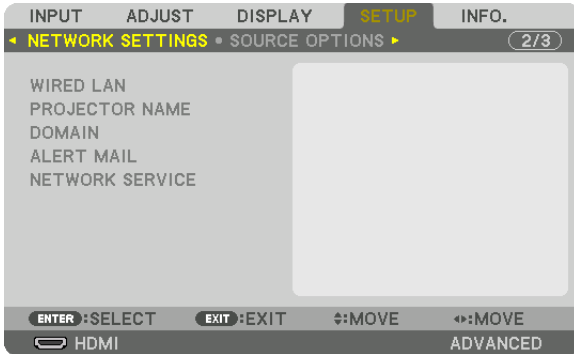 INPUT ADJUST DISPLAY SETUP INFO.
NETWORK SETTINGS • SOURCE OPTIONS 2/3
WIRED LAN
PROJECTOR NAME
DOMAIN
ALERT MAIL
NETWORK SERVICE
ENTER :SELECT EXIT :EXIT :MOVE :MOVE
HDMI ADVANCED